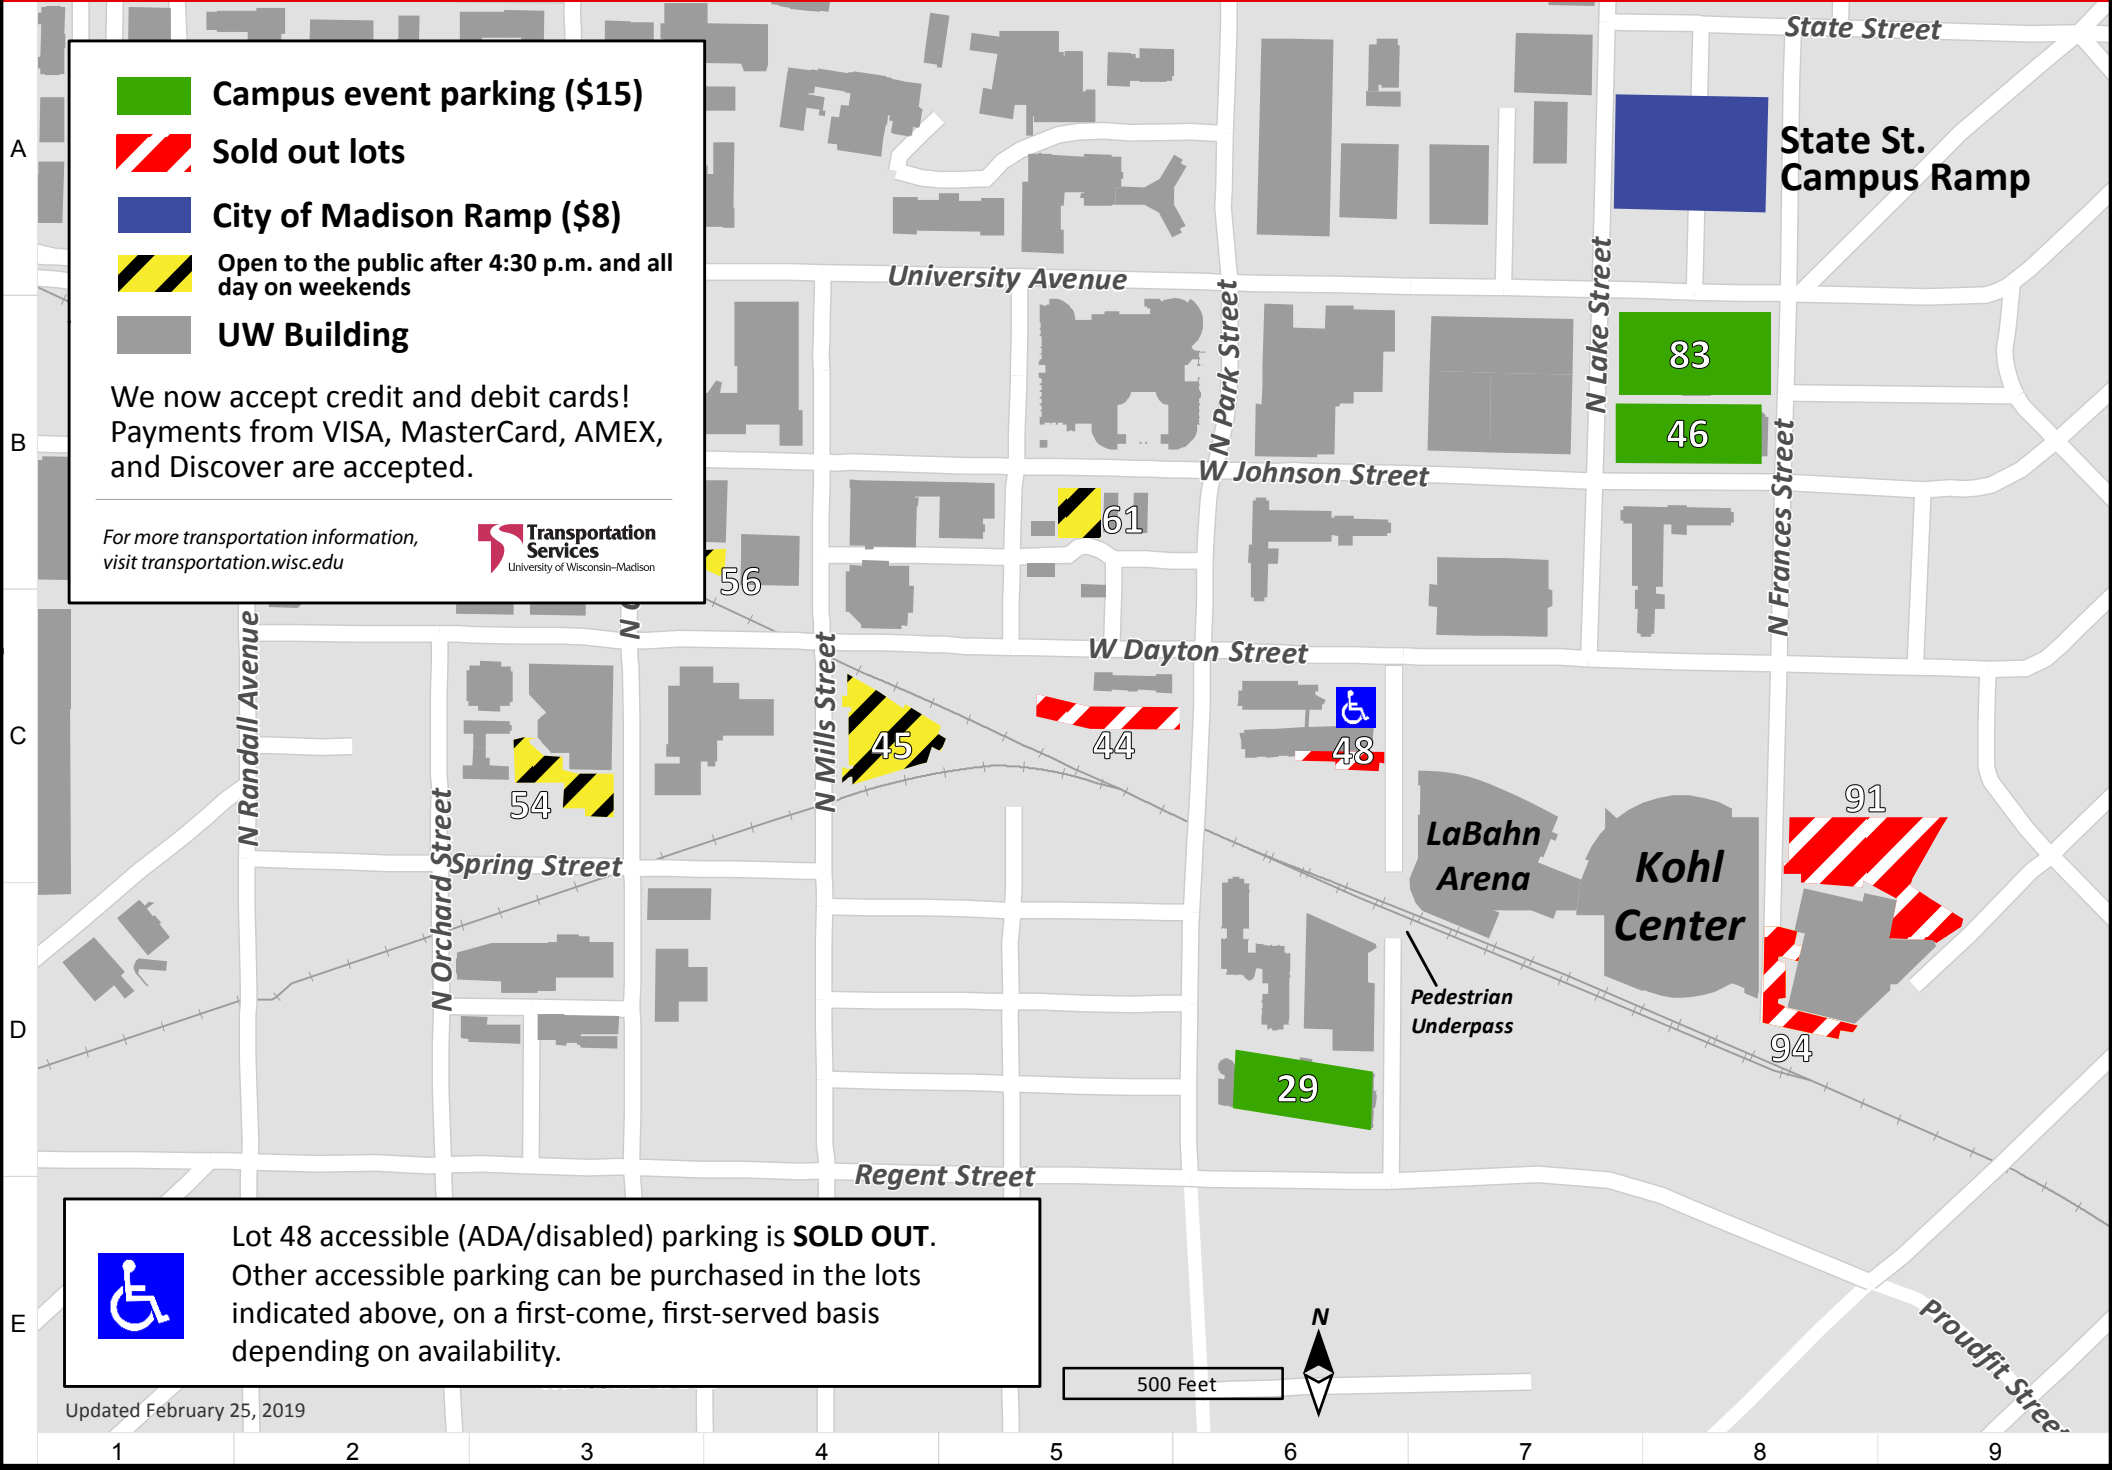 State Street
Campus event parking ($15)
Sold out lots
City of Madison Ramp ($8)
Open to the public after 4:30 p.m. and all
day on weekends
UW Building
We now accept credit and debit cards!
Payments from VISA, MasterCard, AMEX,
and Discover are accepted.
For more transportation information,
visit transportation.wisc.edu
Transportation
Services
University of Wisconsin–Madison
A
State St.
Campus Ramp
University Avenue
N Park Street
N Lake Street
83
46
B
W Johnson Street
N Frances Street
61
56
N
W Dayton Street
N Randall Avenue
N Mills Street
C
45
44
48
54
91
N Orchard Street
Spring Street
LaBahn
Arena
Kohl
Center
Pedestrian
Underpass
D
94
29
Regent Street
Lot 48 accessible (ADA/disabled) parking is SOLD OUT.
Other accessible parking can be purchased in the lots
indicated above, on a first-come, first-served basis
depending on availability.
E
N
Proudfit Street
500 Feet
Updated February 25, 2019
1 2 3 4 5 6 7 8 9